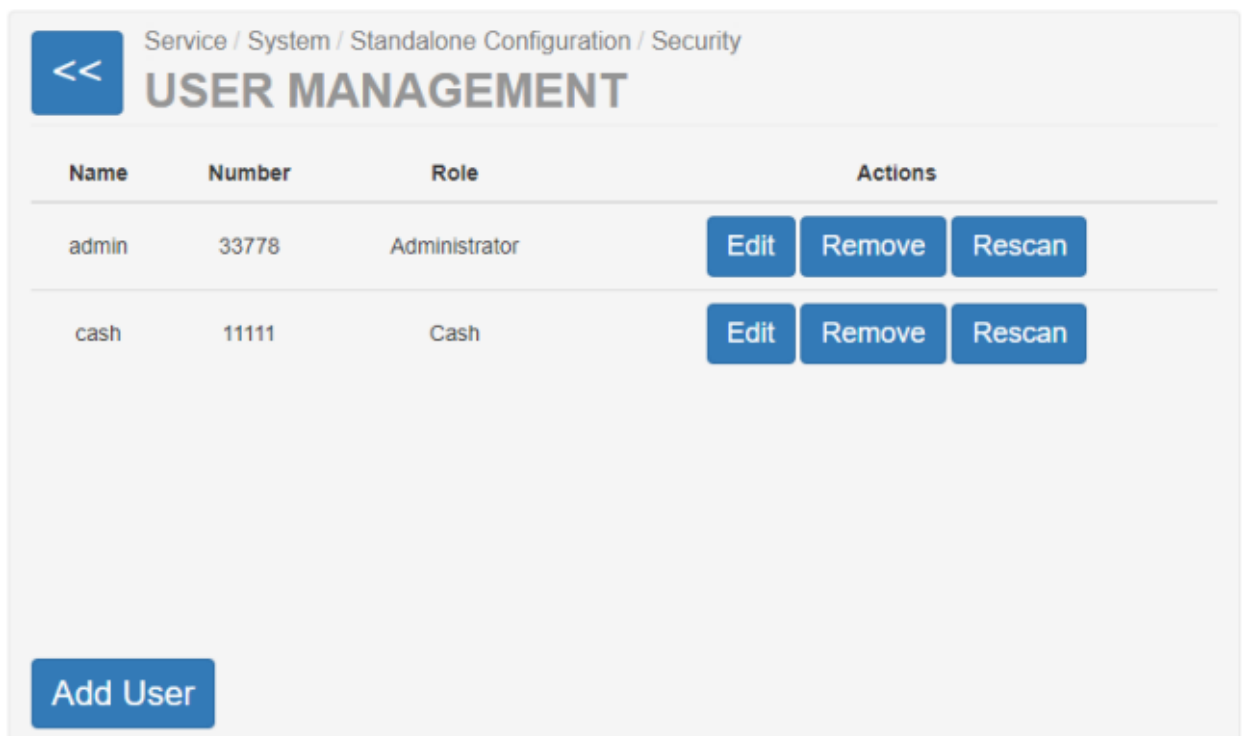 <<
Service / System / Standalone Configuration / Security
USER MANAGEMENT
Name Number Role Actions
admin 33778 Administrator Edit Remove Rescan
cash 11111 Cash Edit Remove Rescan
Add User